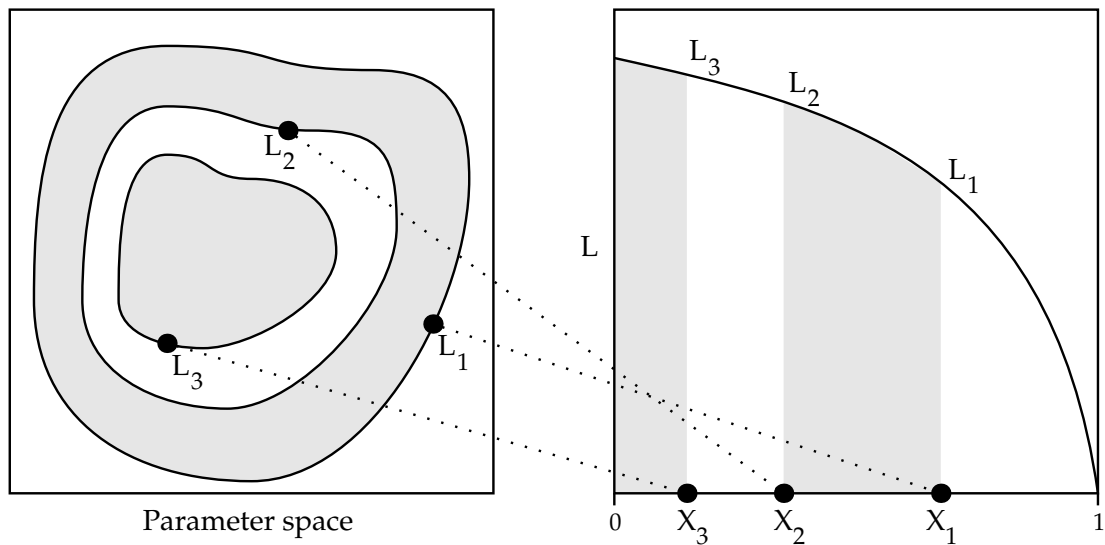 L₂
L₁
L₃
Parameter space
L₃
L₂
L₁
L
0
X₃
X₂
X₁
1